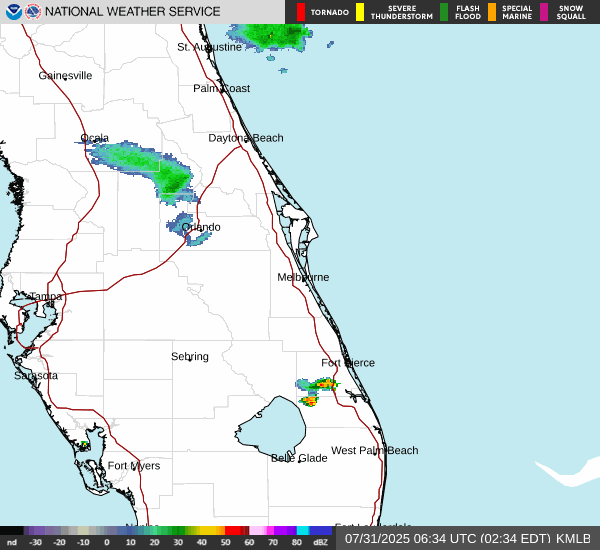 NATIONAL WEATHER SERVICE
TORNADO
SEVERE THUNDERSTORM
FLASH FLOOD
SPECIAL MARINE
SNOW SQUALL
St. Augustine
Gainesville
Palm Coast
Ocala
Daytona Beach
Orlando
Melbourne
Tampa
Sebring
Fort Pierce
Sarasota
West Palm Beach
Belle Glade
Fort Myers
nd -30 -20 -10 0 10 20 30 40 50 60 70 80 dBZ
07/31/2025 06:34 UTC (02:34 EDT) KMLB